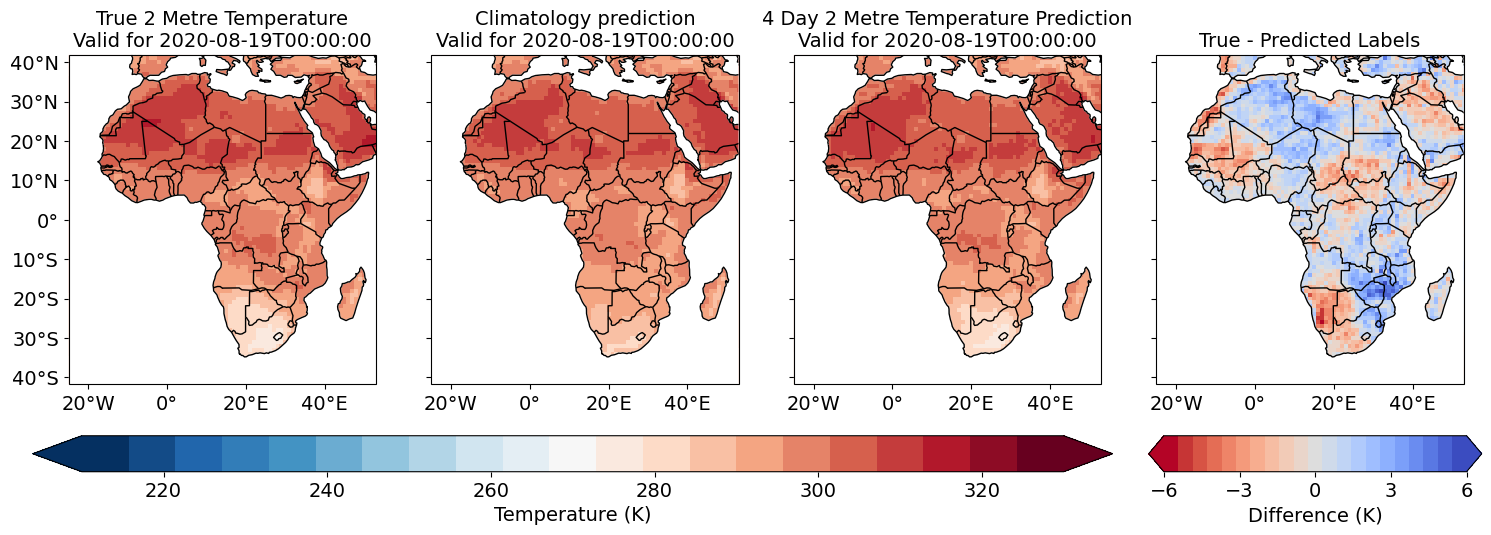 True 2 Metre Temperature
Valid for 2020-08-19T00:00:00
Climatology prediction
Valid for 2020-08-19T00:00:00
4 Day 2 Metre Temperature Prediction
Valid for 2020-08-19T00:00:00
True - Predicted Labels
40°N
30°N
20°N
10°N
0°
10°S
20°S
30°S
40°S
20°W 0° 20°E 40°E
20°W 0° 20°E 40°E
20°W 0° 20°E 40°E
20°W 0° 20°E 40°E
220 240 260 280 300 320
Temperature (K)
−6 −3 0 3 6
Difference (K)